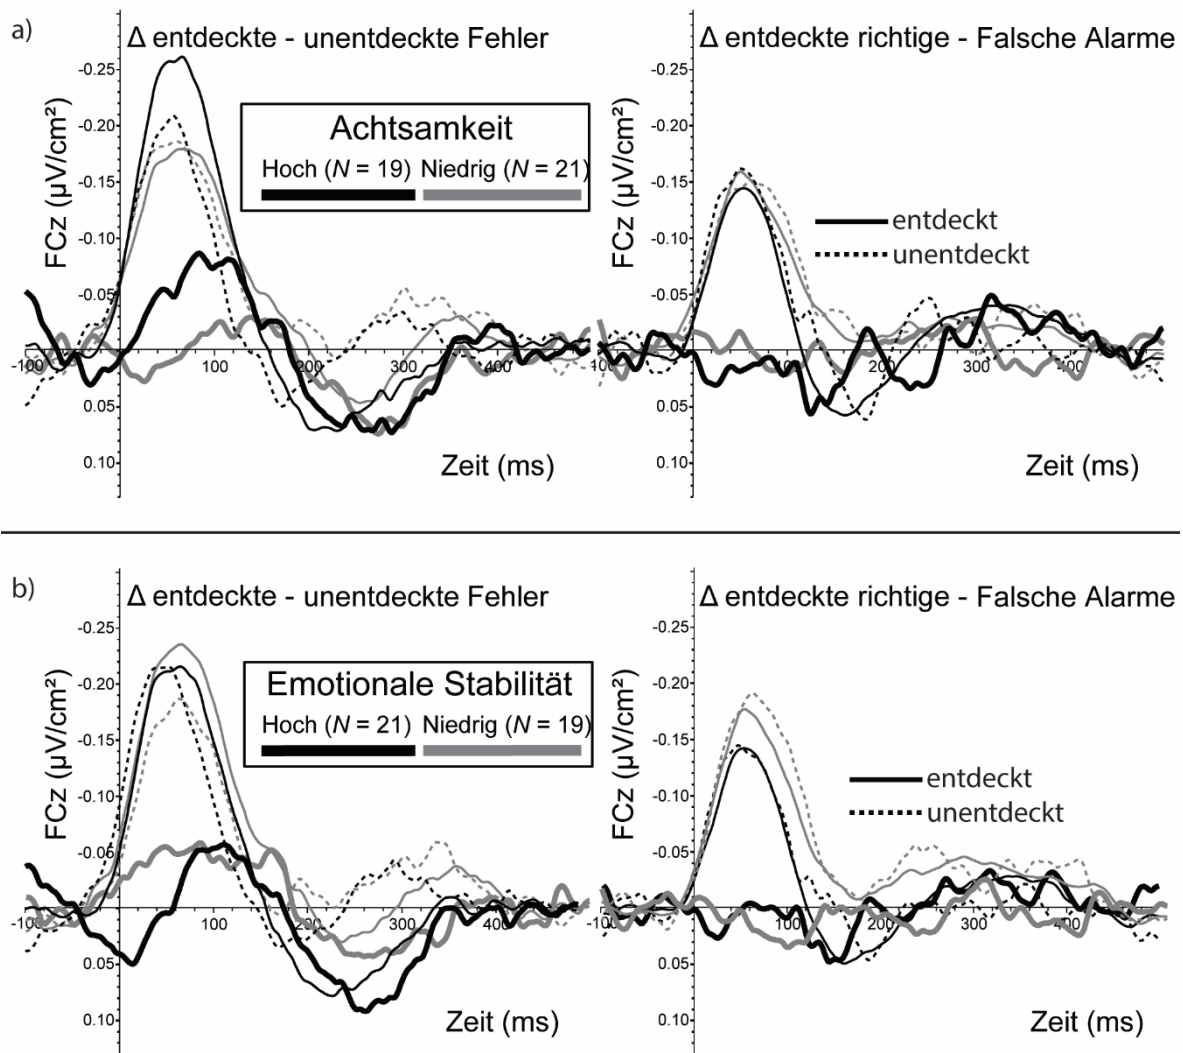 a)
Δ entdeckte - unentdeckte Fehler
-0.25
-0.20
-0.15
-0.10
-0.05
0.05
0.10
FCz (µV/cm²)
Achtsamkeit
Hoch (N = 19) Niedrig (N = 21)
-100 100 200 300 400
Zeit (ms)
Δ entdeckte richtige - Falsche Alarme
-0.25
-0.20
-0.15
-0.10
-0.05
0.05
0.10
FCz (µV/cm²)
entdeckt
unentdeckt
100 200 300 400
Zeit (ms)
b)
Δ entdeckte - unentdeckte Fehler
-0.25
-0.20
-0.15
-0.10
-0.05
0.05
0.10
FCz (µV/cm²)
Emotionale Stabilität
Hoch (N = 21) Niedrig (N = 19)
-100 100 200 300 400
Zeit (ms)
Δ entdeckte richtige - Falsche Alarme
-0.25
-0.20
-0.15
-0.10
-0.05
0.05
0.10
FCz (µV/cm²)
entdeckt
unentdeckt
100 200 300 400
Zeit (ms)